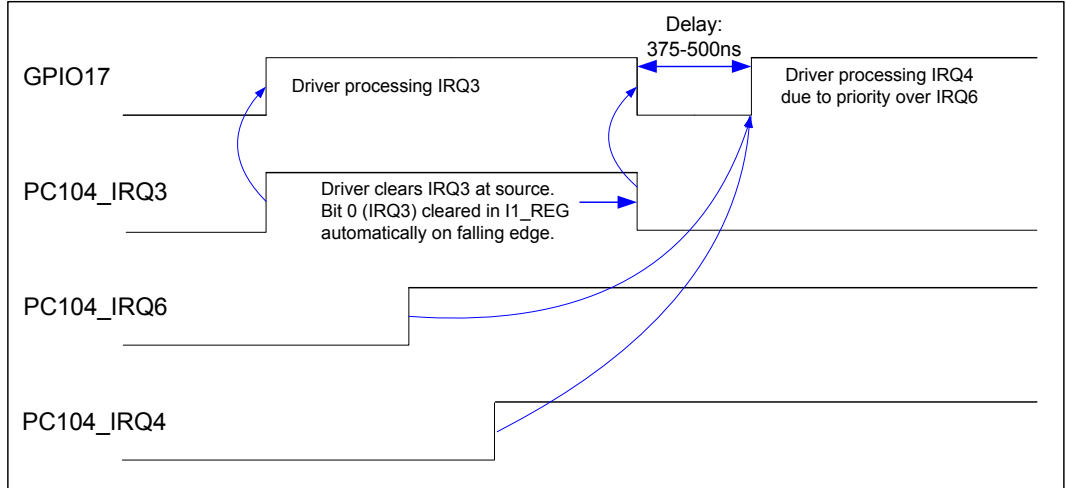 Delay:
375-500ns
GPIO17
Driver processing IRQ3
Driver processing IRQ4
due to priority over IRQ6
PC104_IRQ3
Driver clears IRQ3 at source.
Bit 0 (IRQ3) cleared in I1_REG
automatically on falling edge.
PC104_IRQ6
PC104_IRQ4